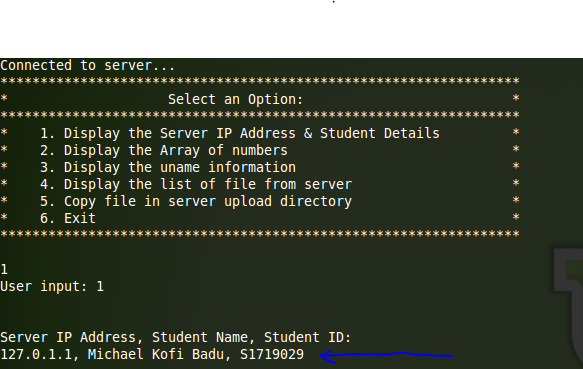 Connected to server...
*****************************************************************
* Select an Option: *
*****************************************************************
* 1. Display the Server IP Address & Student Details *
* 2. Display the Array of numbers *
* 3. Display the uname information *
* 4. Display the list of file from server *
* 5. Copy file in server upload directory *
* 6. Exit *
*****************************************************************
1
User input: 1
Server IP Address, Student Name, Student ID:
127.0.1.1, Michael Kofi Badu, S1719029